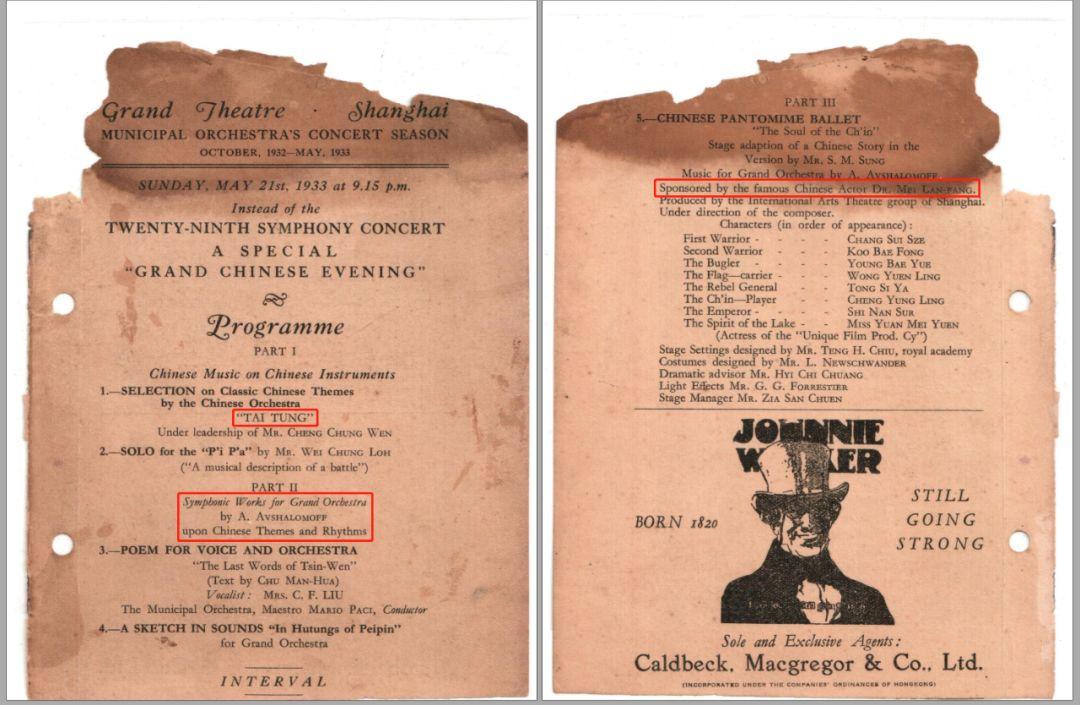 Grand Theatre · Shanghai
MUNICIPAL ORCHESTRA'S CONCERT SEASON
OCTOBER, 1932—MAY, 1933
SUNDAY, MAY 21st, 1933 at 9.15 p.m.
Instead of the
TWENTY-NINTH SYMPHONY CONCERT
A SPECIAL
"GRAND CHINESE EVENING"
Programme
PART I
Chinese Music on Chinese Instruments
1.—SELECTION on Classic Chinese Themes
by the Chinese Orchestra
"TAI TUNG"
Under leadership of MR. CHENG CHUNG WEN
2.—SOLO for the "P'i P'a" by MR. WEI CHUNG LOH
("A musical description of a battle")
PART II
Symphonic Works for Grand Orchestra
by A. AVSHALOMOFF
upon Chinese Themes and Rhythms
3.—POEM FOR VOICE AND ORCHESTRA
"The Last Words of Tsin-Wen"
(Text by CHU MAN-HUA)
Vocalist: MRS. C. F. LIU
The Municipal Orchestra, Maestro MARIO PACI, Conductor
4.—A SKETCH IN SOUNDS "In Hutungs of Peipin"
for Grand Orchestra
INTERVAL
PART III
5.—CHINESE PANTOMIME BALLET
"The Soul of the Ch'in"
Stage adaption of a Chinese Story in the
Version by MR. S. M. SUNG
Music for Grand Orchestra by A. AVSHALOMOFF.
Sponsored by the famous Chinese Actor DR. MEI LAN-FANG.
Produced by the International Arts Theatre group of Shanghai.
Under direction of the composer.
Characters (in order of appearance):
First Warrior - - - CHANG SUI SZE
Second Warrior - - - KOO BAE FONG
The Bugler - - - YOUNG BAE YUE
The Flag—carrier - - - WONG YUEN LING
The Rebel General - - TONG SI YA
The Ch'in—Player - - CHENG YUNG LING
The Emperor - - - SHI NAN SUR
The Spirit of the Lake - - MISS YUAN MEI YUEN
(Actress of the "Unique Film Prod. Cy")
Stage Settings designed by MR. TENG H. CHIU, royal academy
Costumes designed by MR. L. NEWSCHWANDER
Dramatic advisor MR. HYI CHI CHUANG
Light Effects MR. G. G. FORRESTIER
Stage Manager MR. ZIA SAN CHUEN
JOHNNIE
WALKER
BORN 1820
STILL
GOING
STRONG
Sole and Exclusive Agents:
Caldbeck, Macgregor & Co., Ltd.
(INCORPORATED UNDER THE COMPANIES' ORDINANCES OF HONGKONG)